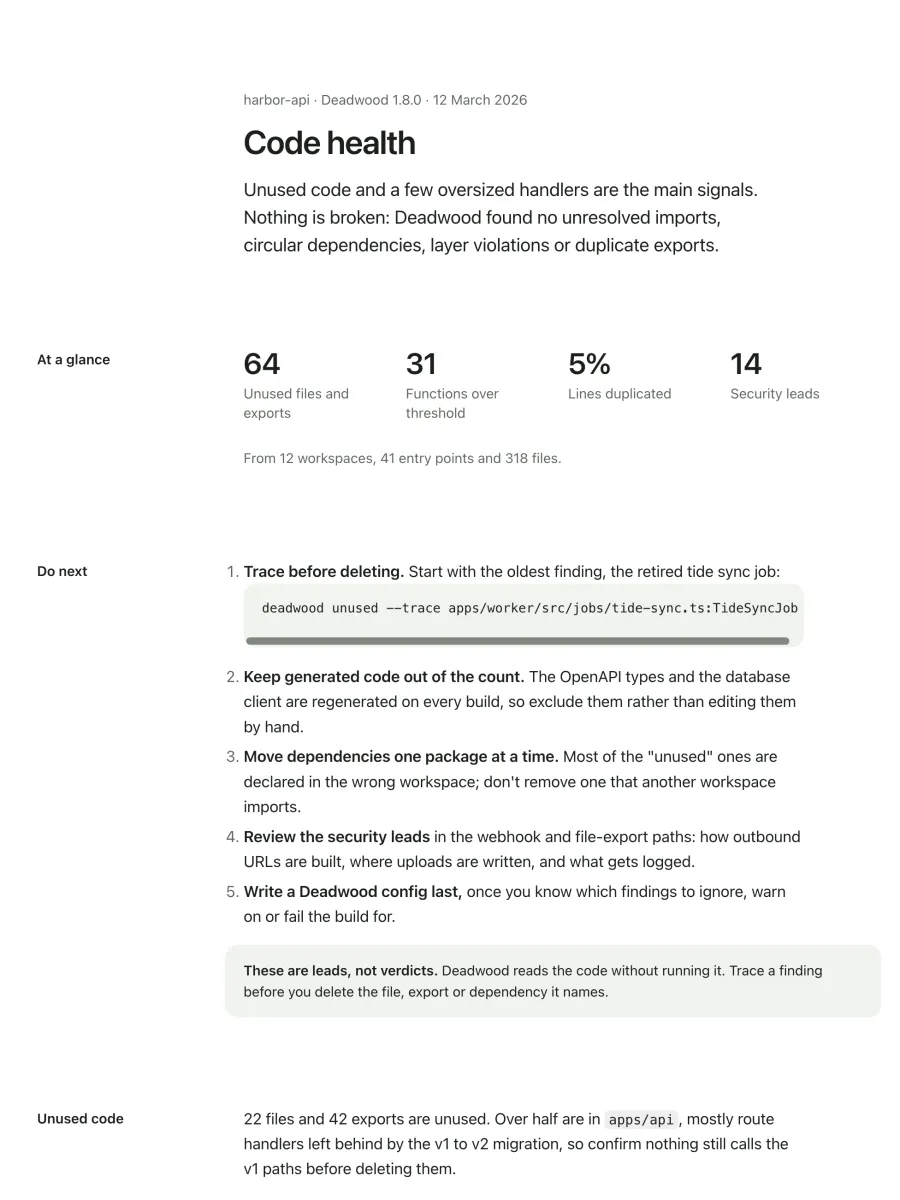 harbor-api · Deadwood 1.8.0 · 12 March 2026
Code health
Unused code and a few oversized handlers are the main signals.
Nothing is broken: Deadwood found no unresolved imports,
circular dependencies, layer violations or duplicate exports.
At a glance
64
Unused files and
exports
31
Functions over
threshold
5%
Lines duplicated
14
Security leads
From 12 workspaces, 41 entry points and 318 files.
Do next
1. Trace before deleting. Start with the oldest finding, the retired tide sync job:
deadwood unused --trace apps/worker/src/jobs/tide-sync.ts:TideSyncJob
2. Keep generated code out of the count. The OpenAPI types and the database
client are regenerated on every build, so exclude them rather than editing them
by hand.
3. Move dependencies one package at a time. Most of the "unused" ones are
declared in the wrong workspace; don't remove one that another workspace
imports.
4. Review the security leads in the webhook and file-export paths: how outbound
URLs are built, where uploads are written, and what gets logged.
5. Write a Deadwood config last, once you know which findings to ignore, warn
on or fail the build for.
These are leads, not verdicts. Deadwood reads the code without running it. Trace a finding
before you delete the file, export or dependency it names.
Unused code
22 files and 42 exports are unused. Over half are in apps/api, mostly route
handlers left behind by the v1 to v2 migration, so confirm nothing still calls the
v1 paths before deleting them.